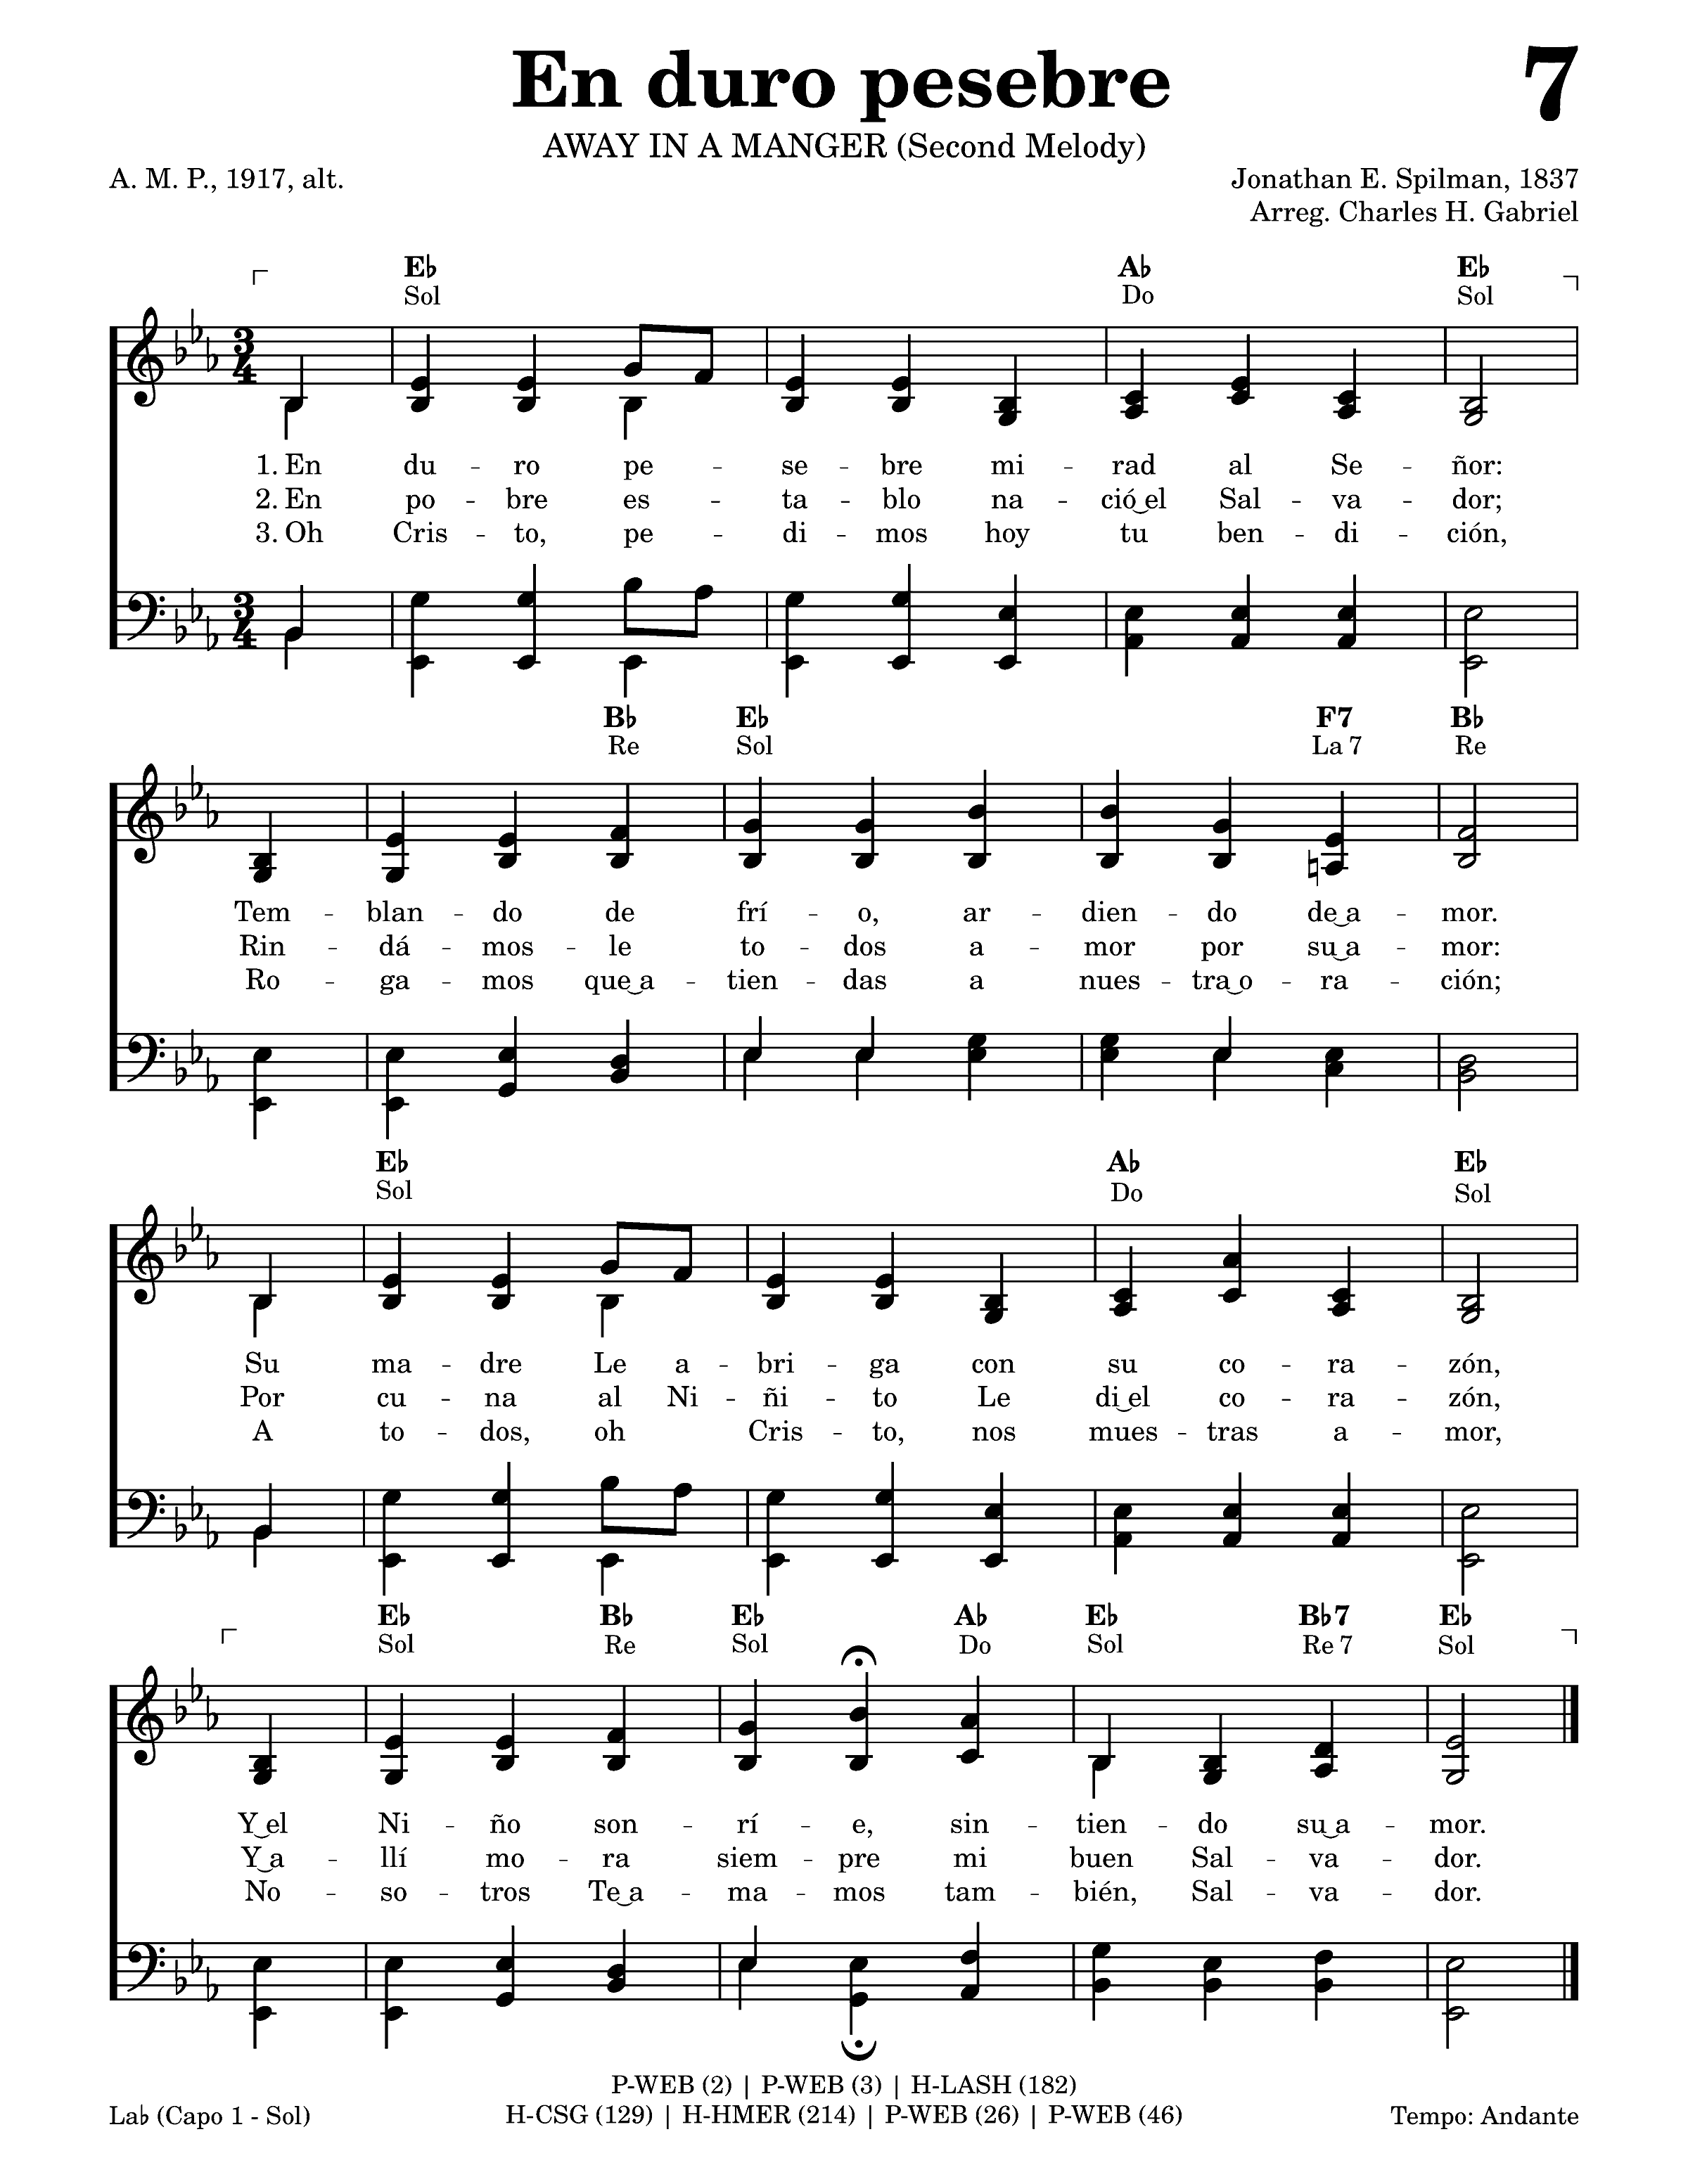 En duro pesebre
7
AWAY IN A MANGER (Second Melody)
A. M. P., 1917, alt.
Jonathan E. Spilman, 1837
Arreg. Charles H. Gabriel
E♭ A♭ E♭
Sol Do Sol
1. En du - ro pe - se - bre mi - rad al Se - ñor:
2. En po - bre es - ta - blo na - ció‿el Sal - va - dor;
3. Oh Cris - to, pe - di - mos hoy tu ben - di - ción,
B♭ E♭ F7 B♭
Re Sol La 7 Re
Tem - blan - do de frí - o, ar - dien - do de‿a - mor.
Rin - dá - mos - le to - dos a - mor por su‿a - mor:
Ro - ga - mos que‿a - tien - das a nues - tra‿o - ra - ción;
E♭ A♭ E♭
Sol Do Sol
Su ma - dre Le a - bri - ga con su co - ra - zón,
Por cu - na al Ni - ñi - to Le di‿el co - ra - zón,
A to - dos, oh Cris - to, nos mues - tras a - mor,
E♭ B♭ E♭ A♭ E♭ B♭7 E♭
Sol Re Sol Do Sol Re 7 Sol
Y‿el Ni - ño son - rí - e, sin - tien - do su‿a - mor.
Y‿a - llí mo - ra siem - pre mi buen Sal - va - dor.
No - so - tros Te‿a - ma - mos tam - bién, Sal - va - dor.
P-WEB (2) | P-WEB (3) | H-LASH (182)
Lab (Capo 1 - Sol)
H-CSG (129) | H-HMER (214) | P-WEB (26) | P-WEB (46)
Tempo: Andante